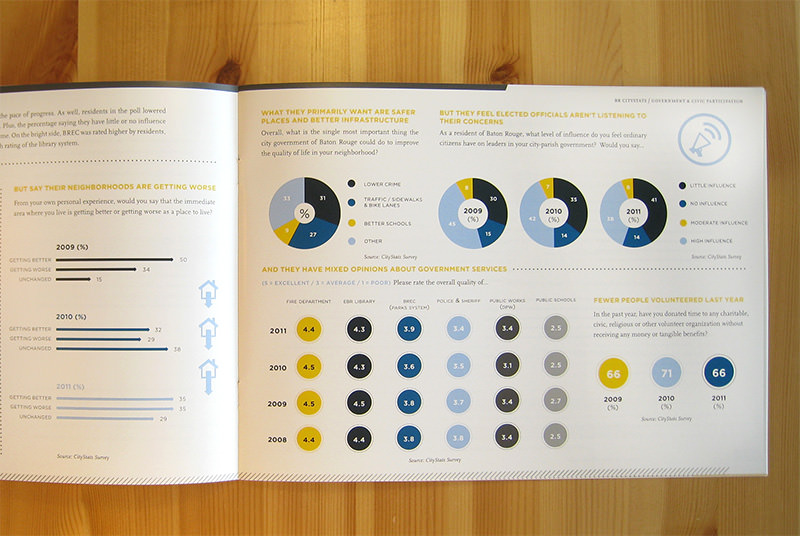 the pace of progress. As well, residents in the poll lowered
Plus, the percentage saying they have little or no influence
me. On the bright side, BREC was rated higher by residents,
rating of the library system.
BUT SAY THEIR NEIGHBORHOODS ARE GETTING WORSE
From your own personal experience, would you say that the immediate
area where you live is getting better or getting worse as a place to live?
2009 (%)
GETTING BETTER 50
GETTING WORSE 34
UNCHANGED 15
2010 (%)
GETTING BETTER 32
GETTING WORSE 29
UNCHANGED 38
2011 (%)
GETTING BETTER 35
GETTING WORSE 35
UNCHANGED 29
Source: CityStats Survey
BR CITYSTATS / GOVERNMENT & CIVIC PARTICIPATION
WHAT THEY PRIMARILY WANT ARE SAFER
PLACES AND BETTER INFRASTRUCTURE
Overall, what is the single most important thing the
city government of Baton Rouge could do to improve
the quality of life in your neighborhood?
33
31
%
9
27
LOWER CRIME
TRAFFIC / SIDEWALKS
& BIKE LANES
BETTER SCHOOLS
OTHER
Source: CityStats Survey
BUT THEY FEEL ELECTED OFFICIALS AREN'T LISTENING TO
THEIR CONCERNS
As a resident of Baton Rouge, what level of influence do you feel ordinary
citizens have on leaders in your city-parish government? Would you say...
8
30
2009
(%)
45
15
7
35
2010
(%)
42
14
6
41
2011
(%)
38
14
LITTLE INFLUENCE
NO INFLUENCE
MODERATE INFLUENCE
HIGH INFLUENCE
Source: CityStats Survey
AND THEY HAVE MIXED OPINIONS ABOUT GOVERNMENT SERVICES
(5 = EXCELLENT / 3 = AVERAGE / 1 = POOR) Please rate the overall quality of...
FIRE DEPARTMENT EBR LIBRARY BREC POLICE & SHERIFF PUBLIC WORKS PUBLIC SCHOOLS
(PARKS SYSTEM) (DPW)
2011 4.4 4.3 3.9 3.4 3.4 2.5
2010 4.5 4.3 3.6 3.5 3.1 2.5
2009 4.5 4.5 3.8 3.7 3.4 2.7
2008 4.4 4.4 3.8 3.8 3.4 2.5
Source: CityStats Survey
FEWER PEOPLE VOLUNTEERED LAST YEAR
In the past year, have you donated time to any charitable,
civic, religious or other volunteer organization without
receiving any money or tangible benefits?
66 71 66
2009 2010 2011
(%) (%) (%)
Source: CityStats Survey